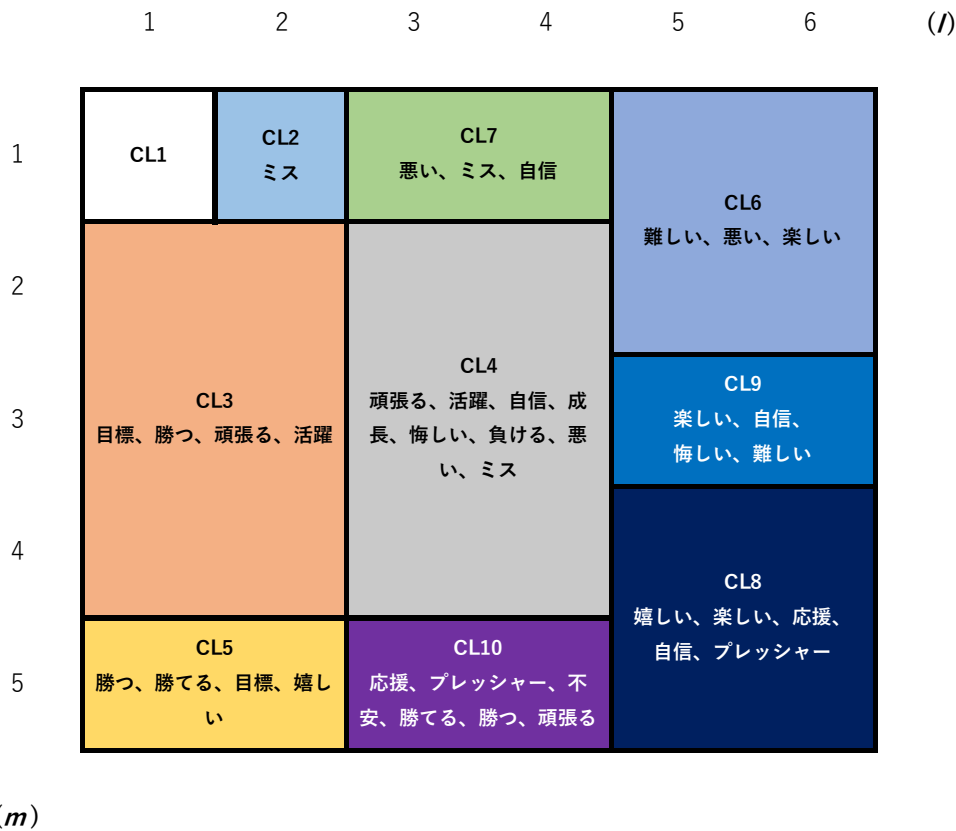 1 2 3 4 5 6 (l)
1
CL1
CL2
ミス
CL7
悪い、ミス、自信
CL6
難しい、悪い、楽しい
2
3
CL3
目標、勝つ、頑張る、活躍
CL4
頑張る、活躍、自信、成
長、悔しい、負ける、悪
い、ミス
CL9
楽しい、自信、
悔しい、難しい
4
CL8
嬉しい、楽しい、応援、
自信、プレッシャー
5
CL5
勝つ、勝てる、目標、嬉し
い
CL10
応援、プレッシャー、不
安、勝てる、勝つ、頑張る
(m)